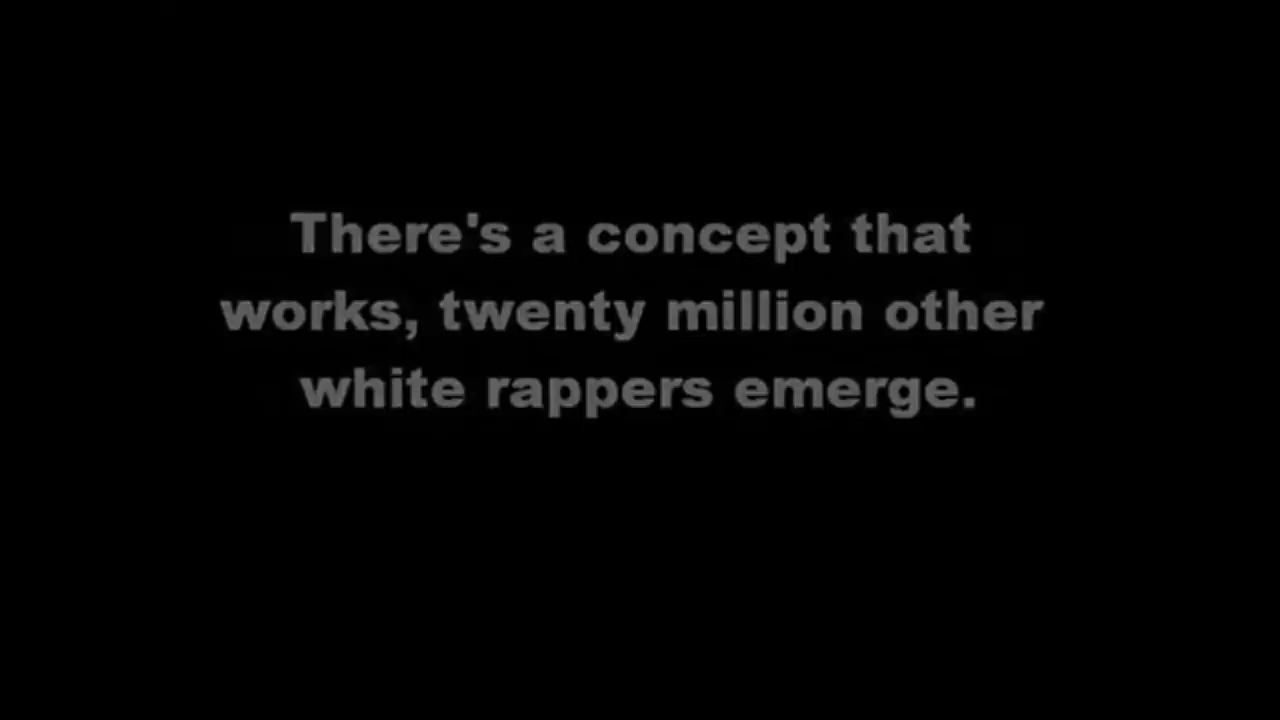 There's a concept that
works, twenty million other
white rappers emerge.